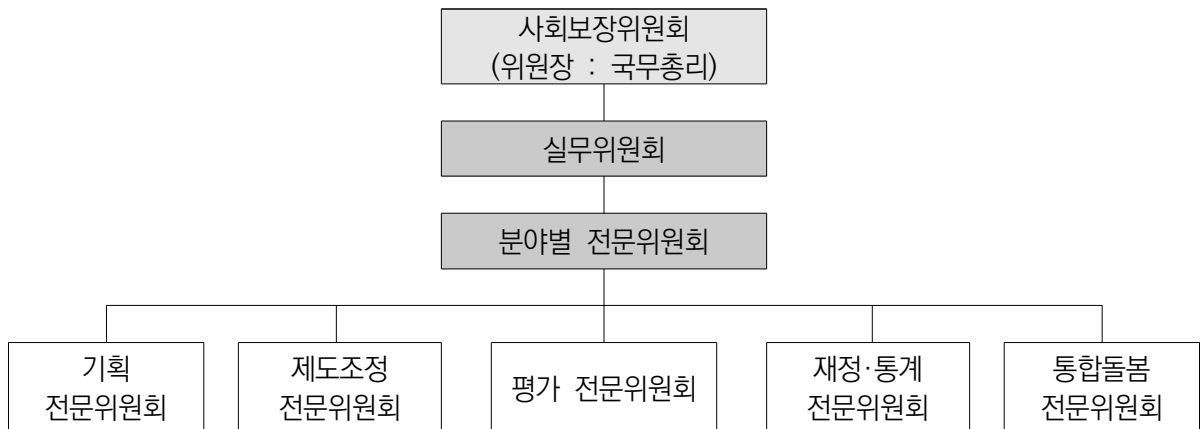 사회보장위원회
(위원장 : 국무총리)
실무위원회
분야별 전문위원회
기획
전문위원회
제도조정
전문위원회
평가 전문위원회
재정·통계
전문위원회
통합돌봄
전문위원회